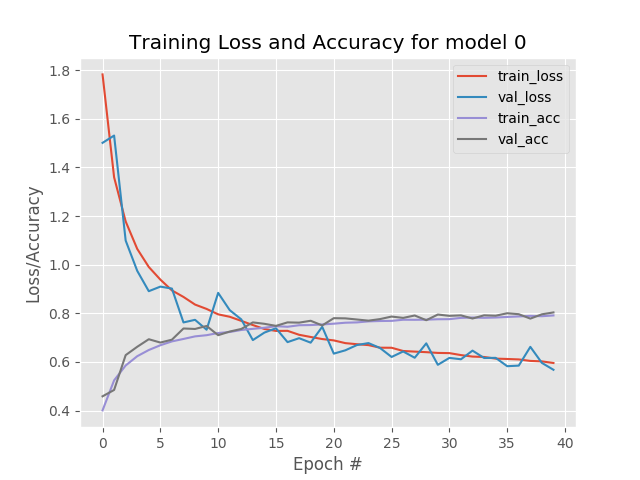 Training Loss and Accuracy for model 0
train_loss
val_loss
train_acc
val_acc
Loss/Accuracy
1.8
1.6
1.4
1.2
1.0
0.8
0.6
0.4
0 5 10 15 20 25 30 35 40
Epoch #